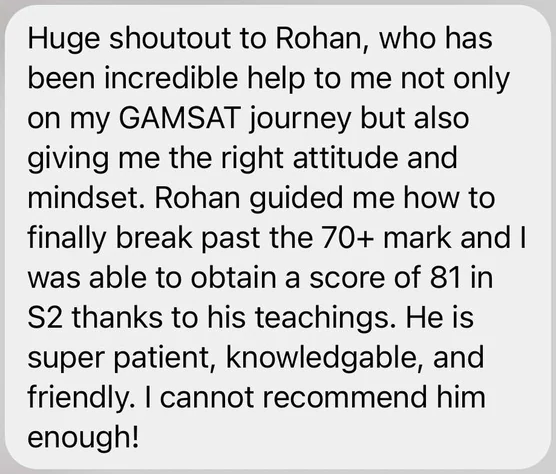 Huge shoutout to Rohan, who has
been incredible help to me not only
on my GAMSAT journey but also
giving me the right attitude and
mindset. Rohan guided me how to
finally break past the 70+ mark and I
was able to obtain a score of 81 in
S2 thanks to his teachings. He is
super patient, knowledgable, and
friendly. I cannot recommend him
enough!